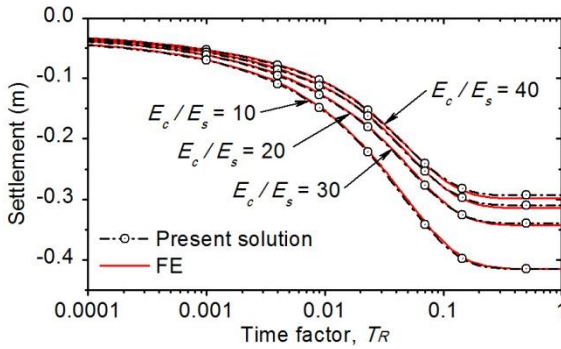 0.0
-0.1
-0.2
-0.3
-0.4
Settlement (m)
E_c / E_s = 40
E_c / E_s = 10
E_c / E_s = 20
E_c / E_s = 30
Present solution
FE
0.0001 0.001 0.01 0.1 1
Time factor, T_R